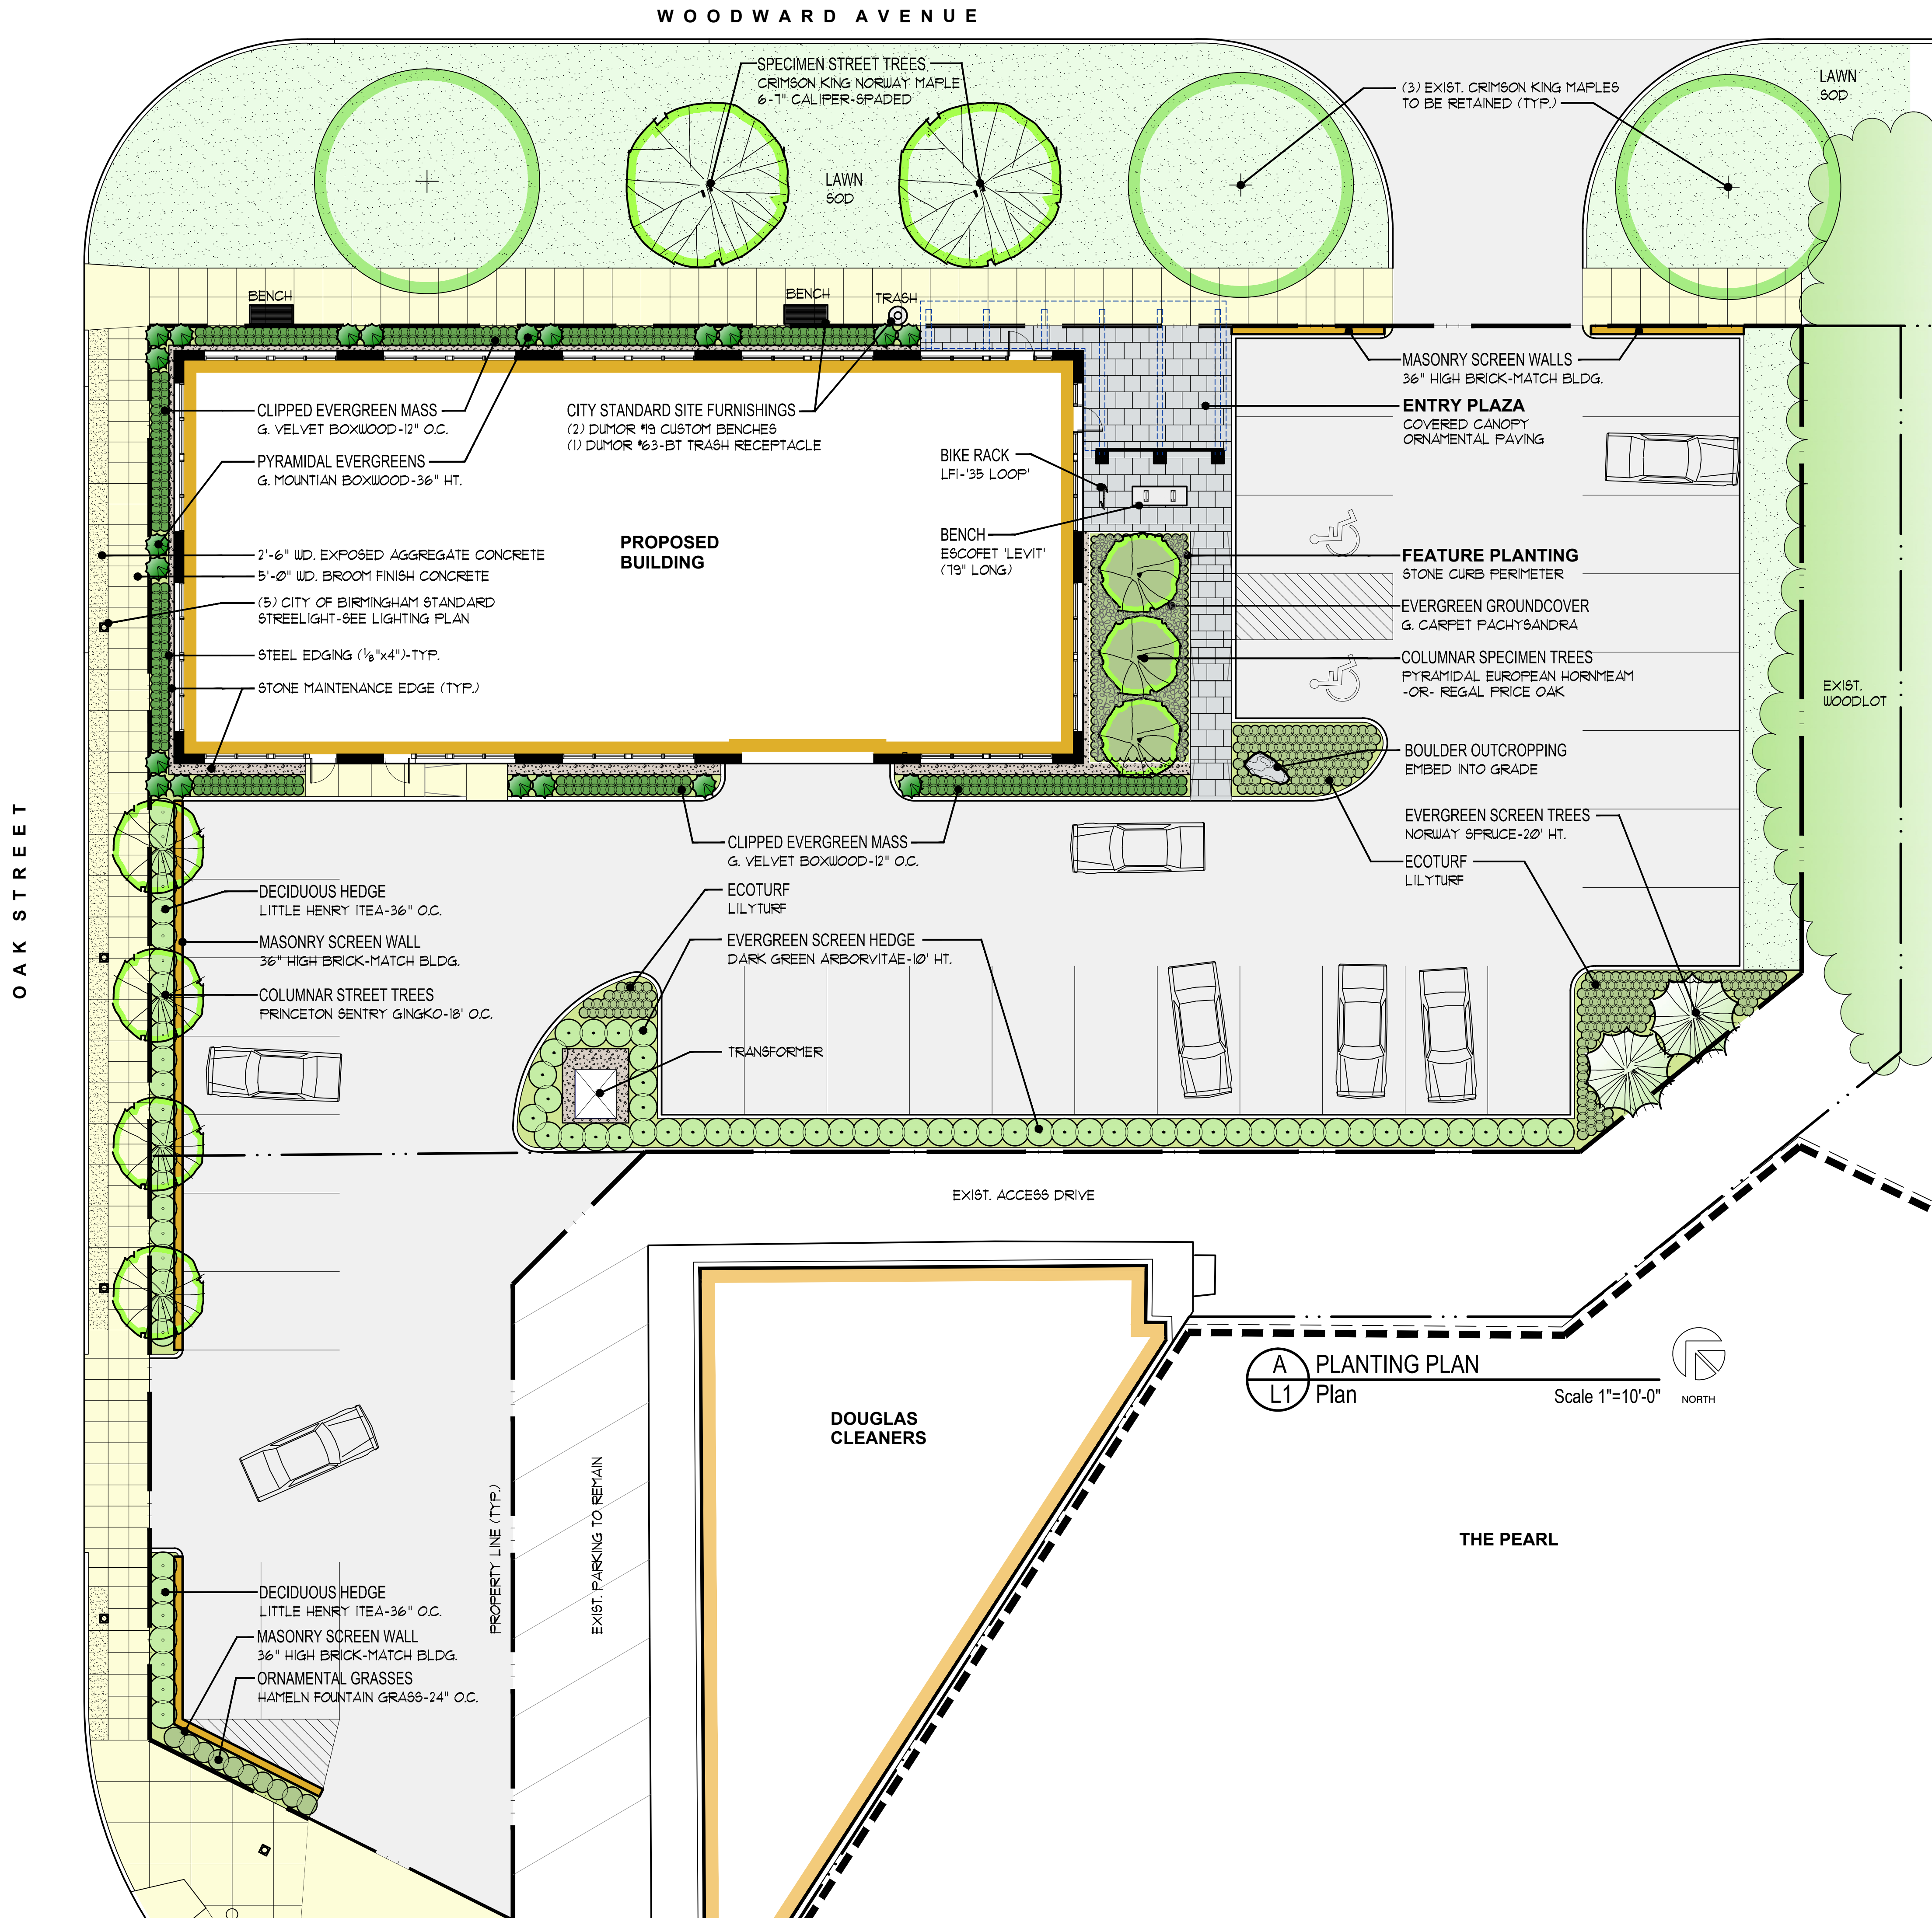 WOODWARD AVENUE
SPECIMEN STREET TREES
CRIMSON KING NORWAY MAPLE
6-7" CALIPER-SPADED
(3) EXIST. CRIMSON KING MAPLES
TO BE RETAINED (TYP.)
LAWN
SOD
LAWN
SOD
BENCH
BENCH
TRASH
MASONRY SCREEN WALLS
36" HIGH BRICK-MATCH BLDG.
CLIPPED EVERGREEN MASS
G. VELVET BOXWOOD-12" O.C.
CITY STANDARD SITE FURNISHINGS
(2) DUMOR #19 CUSTOM BENCHES
(1) DUMOR #63-BT TRASH RECEPTACLE
ENTRY PLAZA
COVERED CANOPY
ORNAMENTAL PAVING
PYRAMIDAL EVERGREENS
G. MOUNTIAN BOXWOOD-36" HT.
BIKE RACK
LFI-'35 LOOP'
PROPOSED
BUILDING
BENCH
ESCOFET 'LEVIT'
(79" LONG)
2'-6" WD. EXPOSED AGGREGATE CONCRETE
5'-0" WD. BROOM FINISH CONCRETE
(5) CITY OF BIRMINGHAM STANDARD
STREELIGHT-SEE LIGHTING PLAN
STEEL EDGING (1/8"x4")-TYP.
STONE MAINTENANCE EDGE (TYP.)
FEATURE PLANTING
STONE CURB PERIMETER
EVERGREEN GROUNDCOVER
G. CARPET PACHYSANDRA
COLUMNAR SPECIMEN TREES
PYRAMIDAL EUROPEAN HORNMEAM
-OR- REGAL PRICE OAK
EXIST.
WOODLOT
BOULDER OUTCROPPING
EMBED INTO GRADE
EVERGREEN SCREEN TREES
NORWAY SPRUCE-20' HT.
ECOTURF
LILYTURF
CLIPPED EVERGREEN MASS
G. VELVET BOXWOOD-12" O.C.
OAK STREET
DECIDUOUS HEDGE
LITTLE HENRY ITEA-36" O.C.
ECOTURF
LILYTURF
MASONRY SCREEN WALL
36" HIGH BRICK-MATCH BLDG.
EVERGREEN SCREEN HEDGE
DARK GREEN ARBORVITAE-10' HT.
COLUMNAR STREET TREES
PRINCETON SENTRY GINGKO-18' O.C.
TRANSFORMER
EXIST. ACCESS DRIVE
A
L1
PLANTING PLAN
Plan
Scale 1"=10'-0"
NORTH
DOUGLAS
CLEANERS
PROPERTY LINE (TYP.)
EXIST. PARKING TO REMAIN
THE PEARL
DECIDUOUS HEDGE
LITTLE HENRY ITEA-36" O.C.
MASONRY SCREEN WALL
36" HIGH BRICK-MATCH BLDG.
ORNAMENTAL GRASSES
HAMELN FOUNTAIN GRASS-24" O.C.